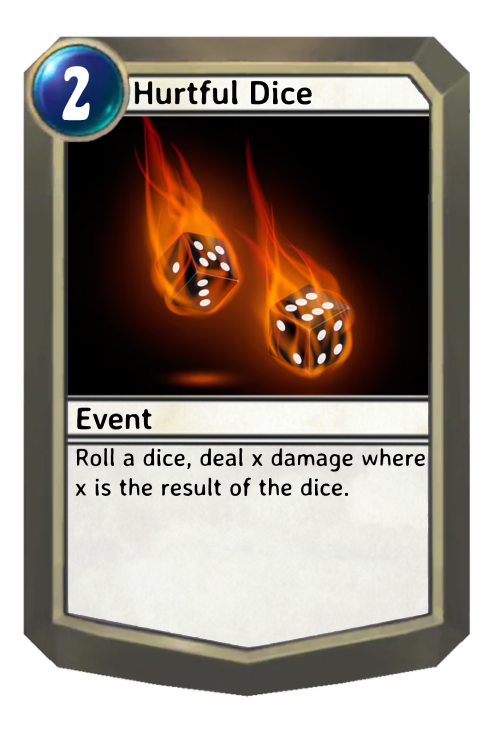 2
Hurtful Dice
Event
Roll a dice, deal x damage where
x is the result of the dice.